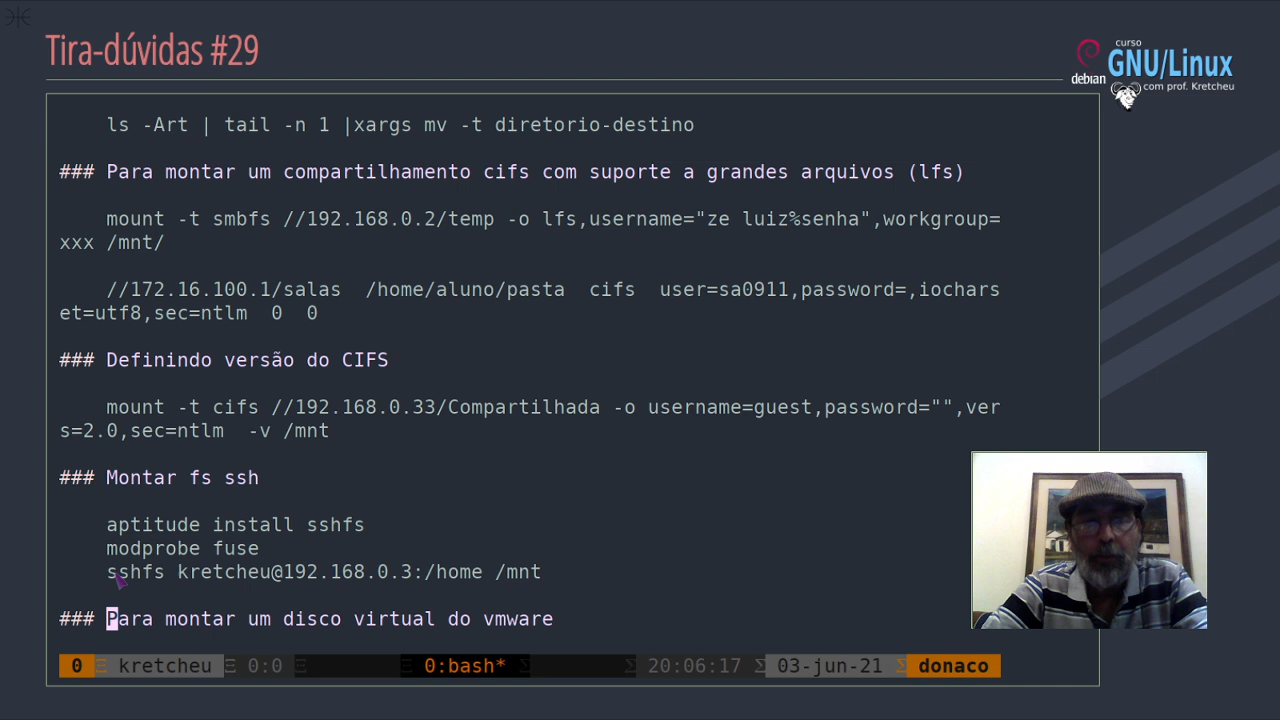 Tira-dúvidas #29
curso
GNU/Linux
debian
com prof. Kretcheu
ls -Art | tail -n 1 |xargs mv -t diretorio-destino
### Para montar um compartilhamento cifs com suporte a grandes arquivos (lfs)
mount -t smbfs //192.168.0.2/temp -o lfs,username="ze luiz%senha",workgroup=
xxx /mnt/
//172.16.100.1/salas  /home/aluno/pasta  cifs  user=sa0911,password=,iochars
et=utf8,sec=ntlm  0  0
### Definindo versão do CIFS
mount -t cifs //192.168.0.33/Compartilhada -o username=guest,password="",ver
s=2.0,sec=ntlm  -v /mnt
### Montar fs ssh
aptitude install sshfs
modprobe fuse
sshfs kretcheu@192.168.0.3:/home /mnt
### Para montar um disco virtual do vmware
0 Ξ kretcheu Ξ 0:0 Ξ 0:bash* Σ Σ 20:06:17 Σ 03-jun-21 Σ donaco